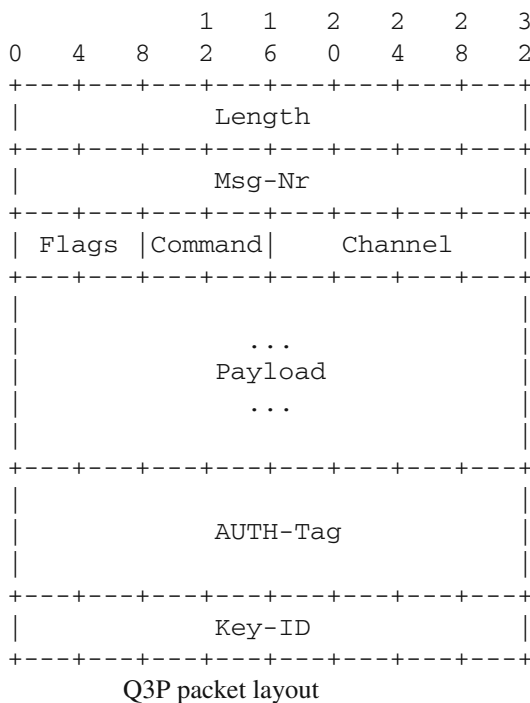 1   1   2   2   2   3
0   4   8   2   6   0   4   8   2
+---+---+---+---+---+---+---+---+
|            Length             |
+---+---+---+---+---+---+---+---+
|            Msg-Nr             |
+---+---+---+---+---+---+---+---+
| Flags |Command|    Channel    |
+---+---+---+---+---+---+---+---+
|                               |
|              ...              |
|            Payload            |
|              ...              |
|                               |
+---+---+---+---+---+---+---+---+
|                               |
|            AUTH-Tag           |
|                               |
+---+---+---+---+---+---+---+---+
|            Key-ID             |
+---+---+---+---+---+---+---+---+
Q3P packet layout